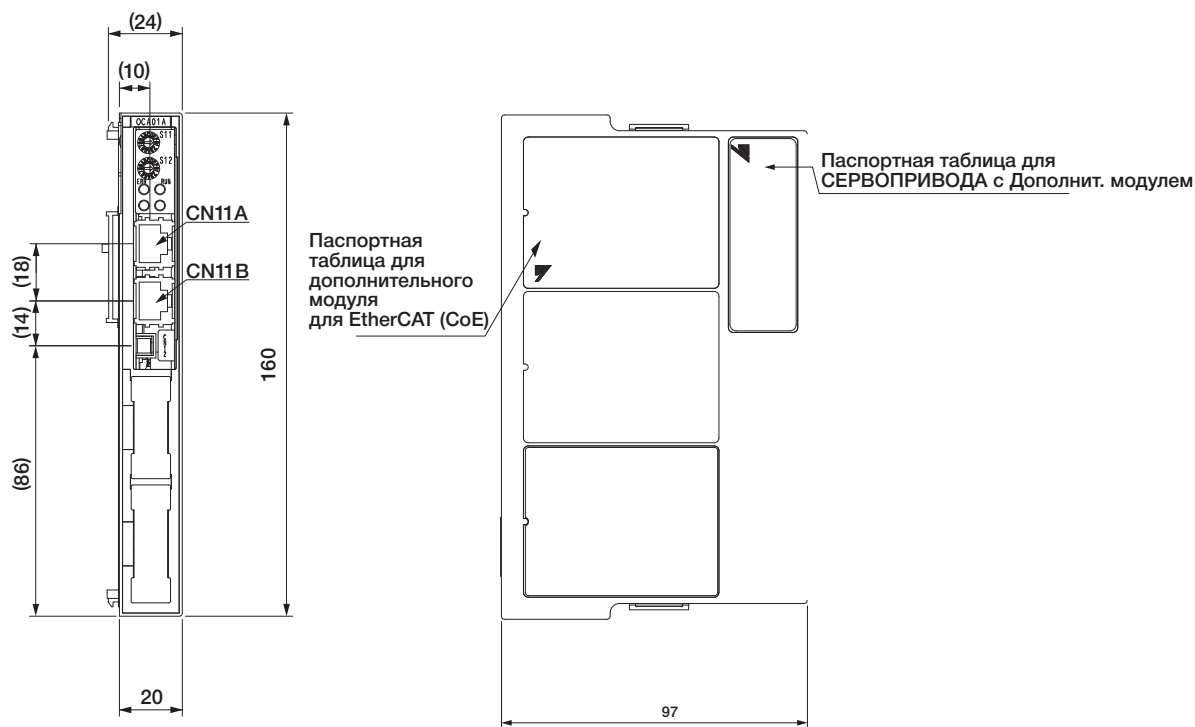 (24)
(10)
OCA01A
S11
S12
ERR RUN
CN11A
CN11B
(18)
(14)
(86)
160
20
Паспортная
таблица для
дополнительного
модуля
для EtherCAT (CoE)
Паспортная таблица для
СЕРВОПРИВОДА с Дополнит. модулем
97